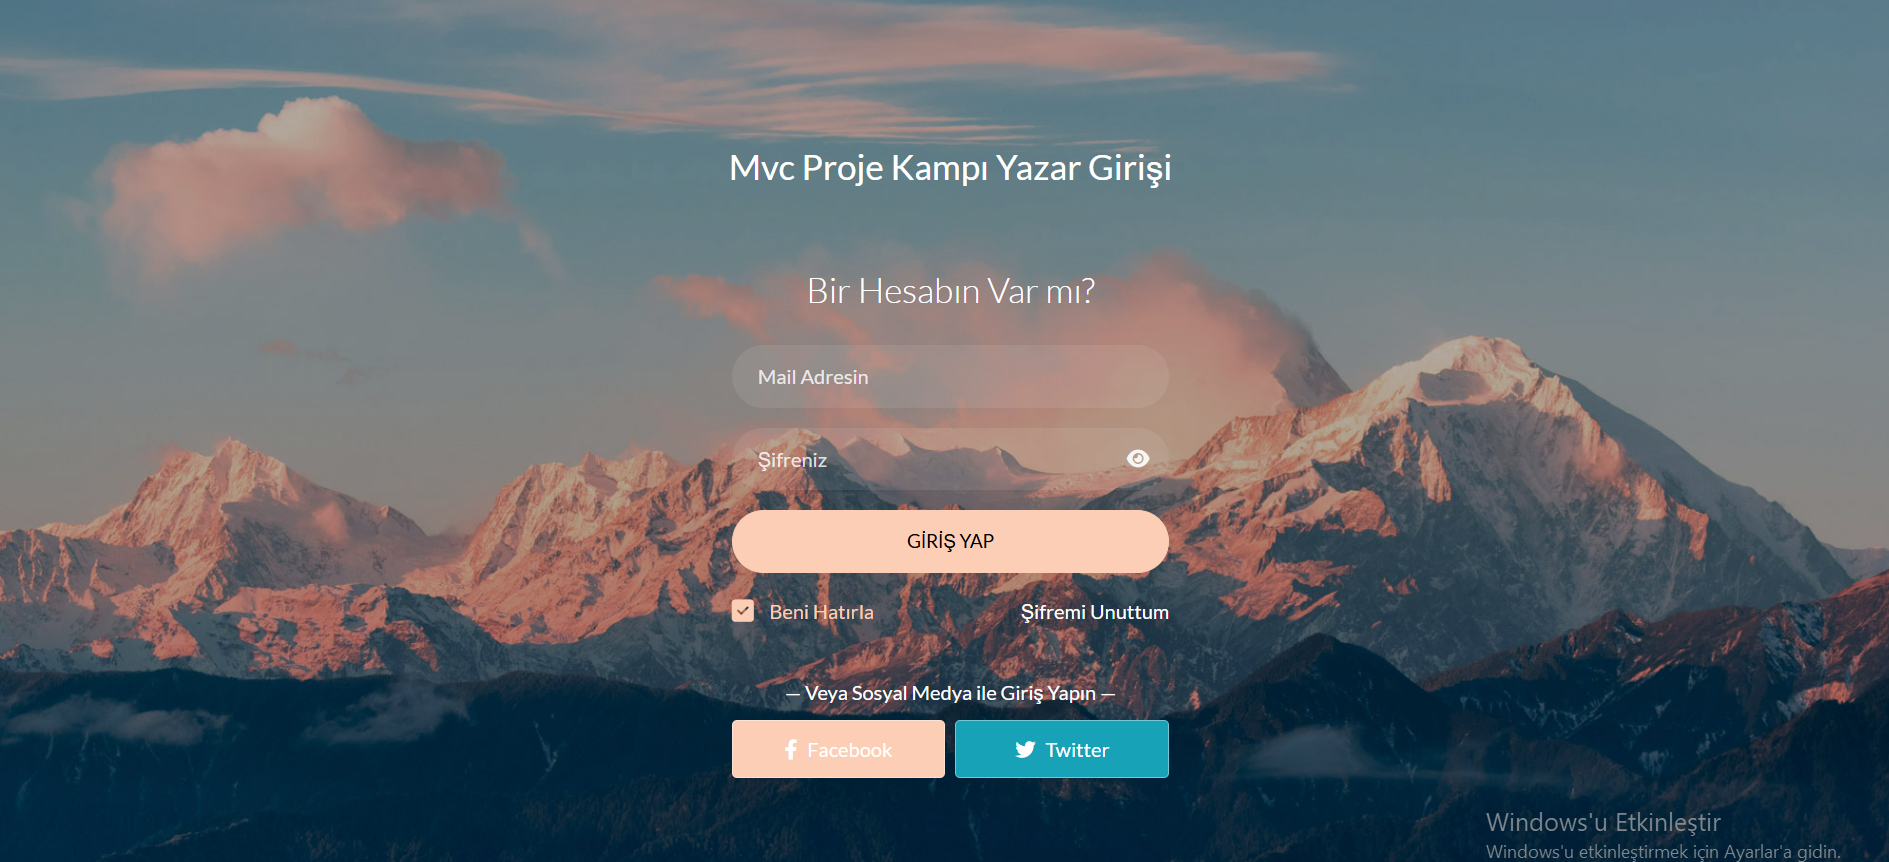 Mvc Proje Kampı Yazar Girişi
Bir Hesabın Var mı?
Mail Adresin
Şifreniz
GİRİŞ YAP
Beni Hatırla
Şifremi Unuttum
— Veya Sosyal Medya ile Giriş Yapın —
Facebook
Twitter
Windows'u Etkinleştir
Windows'u etkinleştirmek için Ayarlar'a gidin.